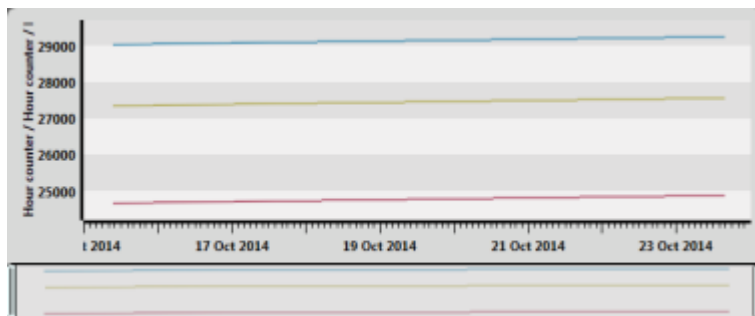 Hour counter / Hour counter / I
29000
28000
27000
26000
25000
t 2014
17 Oct 2014
19 Oct 2014
21 Oct 2014
23 Oct 2014